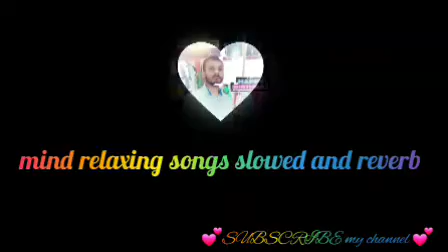 mind relaxing songs slowed and reverb
💕 SUBSCRIBE my channel 💕